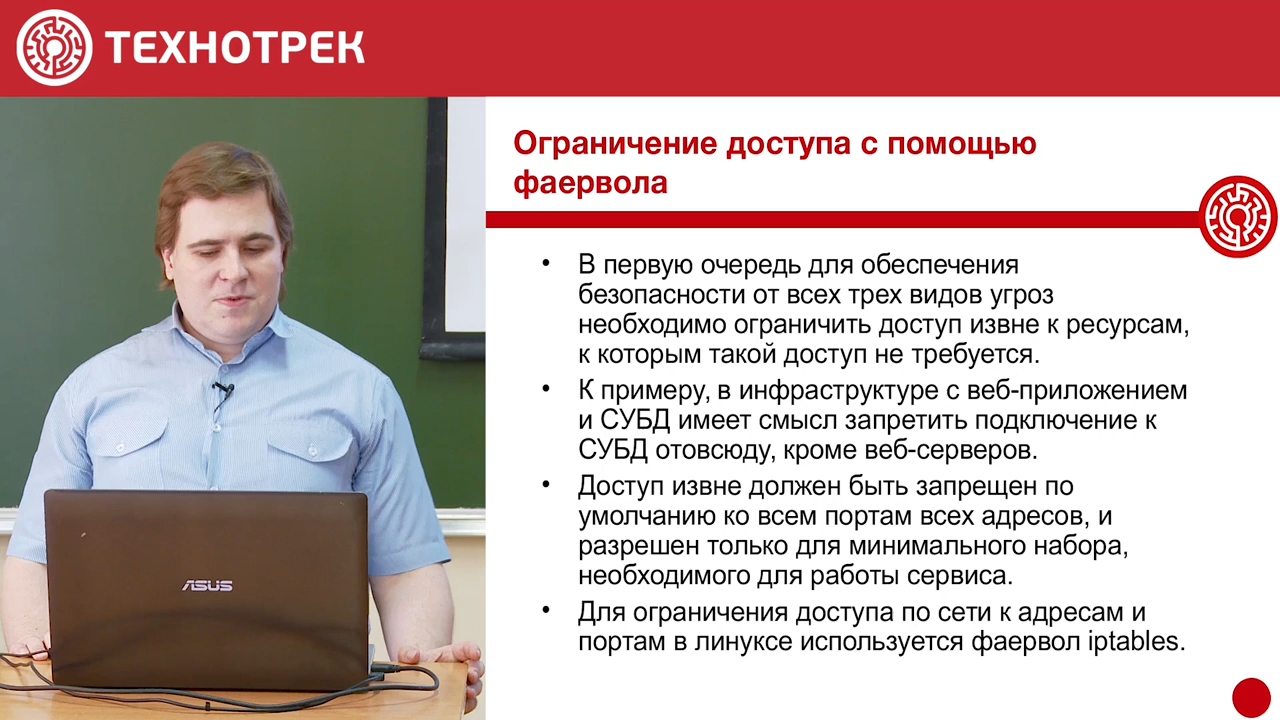 ТЕХНОТРЕК
Ограничение доступа с помощью
фаервола
• В первую очередь для обеспечения
безопасности от всех трех видов угроз
необходимо ограничить доступ извне к ресурсам,
к которым такой доступ не требуется.
• К примеру, в инфраструктуре с веб-приложением
и СУБД имеет смысл запретить подключение к
СУБД отовсюду, кроме веб-серверов.
• Доступ извне должен быть запрещен по
умолчанию ко всем портам всех адресов, и
разрешен только для минимального набора,
необходимого для работы сервиса.
• Для ограничения доступа по сети к адресам и
портам в линуксе используется фаервол iptables.
ASUS